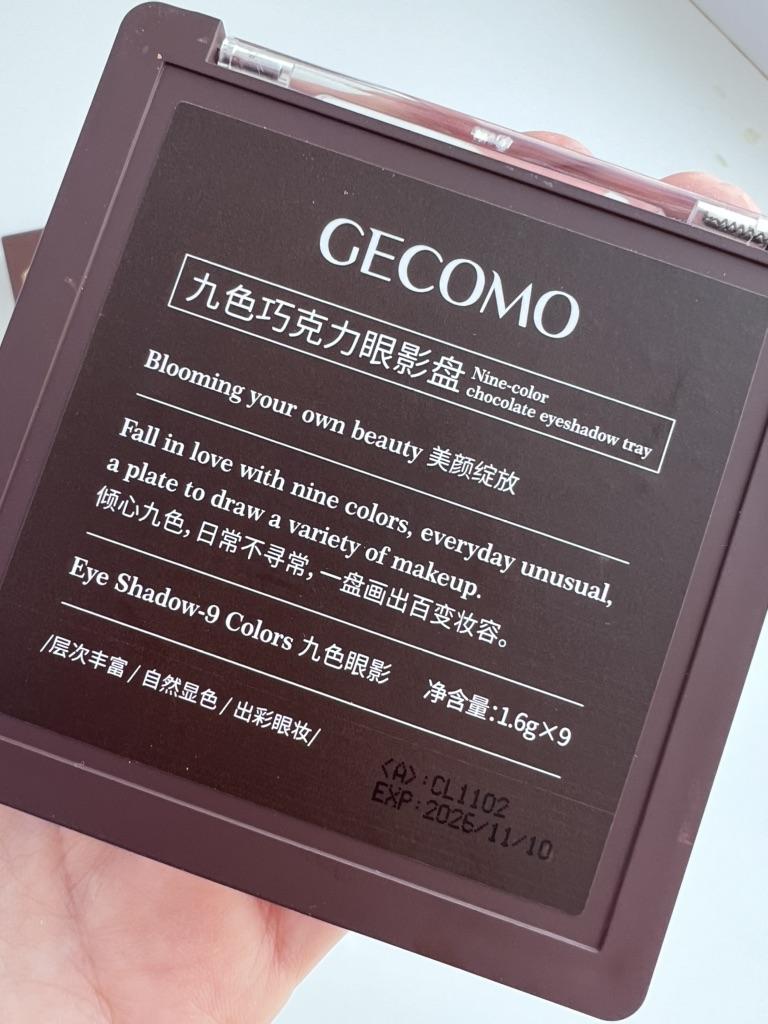 GECOMO
九色巧克力眼影盘 Nine-color
chocolate eyeshadow tray
Blooming your own beauty 美颜绽放
Fall in love with nine colors, everyday unusual,
a plate to draw a variety of makeup.
倾心九色,日常不寻常,一盘画出百变妆容。
Eye Shadow-9 Colors 九色眼影
净含量:1.6g×9
/层次丰富/自然显色/出彩眼妆/
<A>:CL1102
EXP:2026/11/10